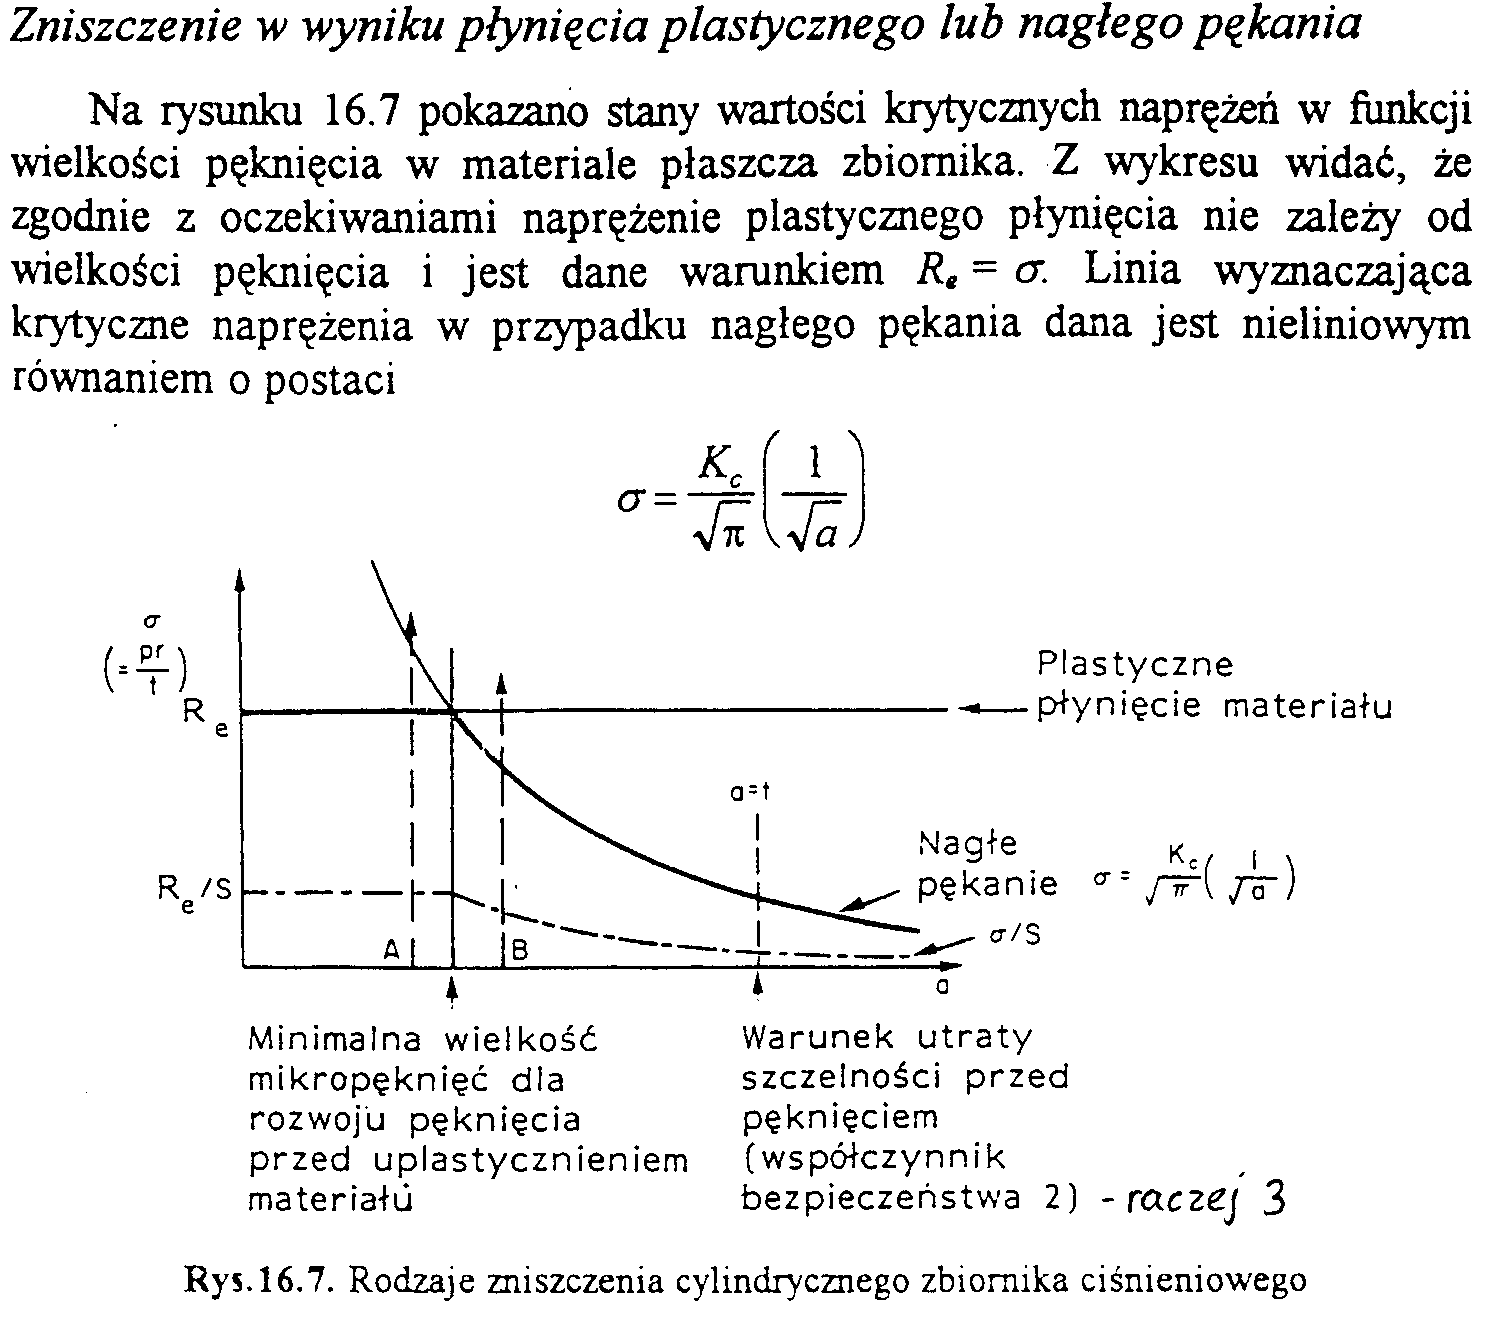 Zniszczenie w wyniku płynięcia plastycznego lub nagłego pękania
Na rysunku 16.7 pokazano stany wartości krytycznych naprężeń w funkcji
wielkości pęknięcia w materiale płaszcza zbiornika. Z wykresu widać, że
zgodnie z oczekiwaniami naprężenie plastycznego płynięcia nie zależy od
wielkości pęknięcia i jest dane warunkiem Re = σ. Linia wyznaczająca
krytyczne naprężenia w przypadku nagłego pękania dana jest nieliniowym
równaniem o postaci
σ = Kc/√π (1/√a)
σ
(= pr/t)
Re
Plastyczne
płynięcie materiału
a=t
Nagłe
pękanie σ = Kc/√π (1/√a)
Re/S
σ/S
A B
a
Minimalna wielkość
mikropęknięć dla
rozwoju pęknięcia
przed uplastycznieniem
materiału
Warunek utraty
szczelności przed
pęknięciem
(współczynnik
bezpieczeństwa 2) - raczej 3
Rys.16.7. Rodzaje zniszczenia cylindrycznego zbiornika ciśnieniowego